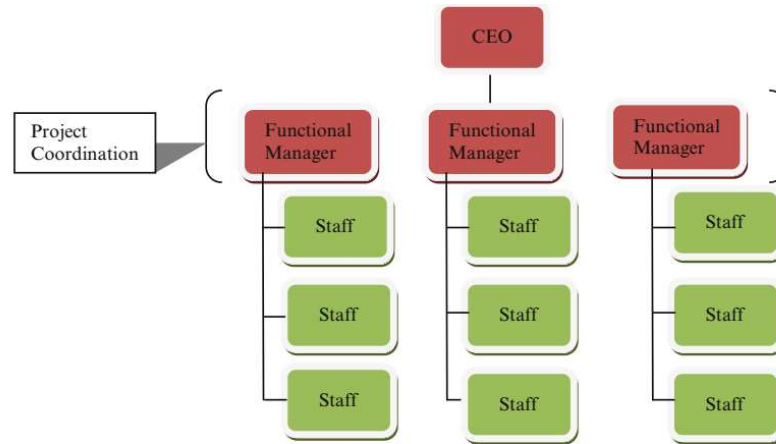 CEO
Project
Coordination
Functional
Manager
Functional
Manager
Functional
Manager
Staff
Staff
Staff
Staff
Staff
Staff
Staff
Staff
Staff